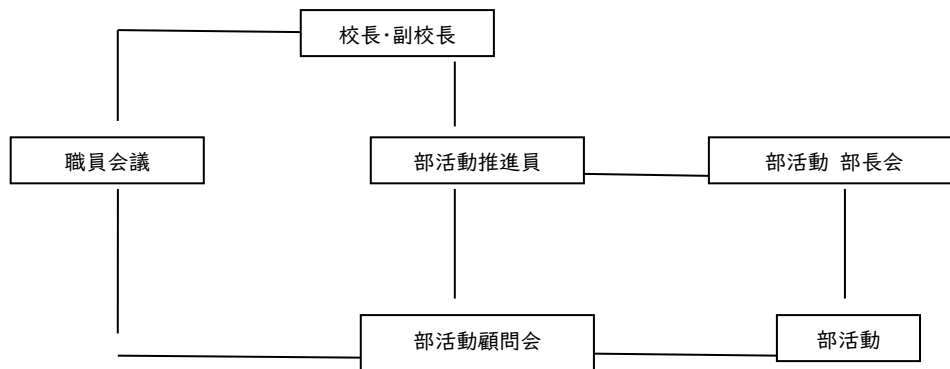 校長・副校長
職員会議
部活動推進員
部活動 部長会
部活動顧問会
部活動